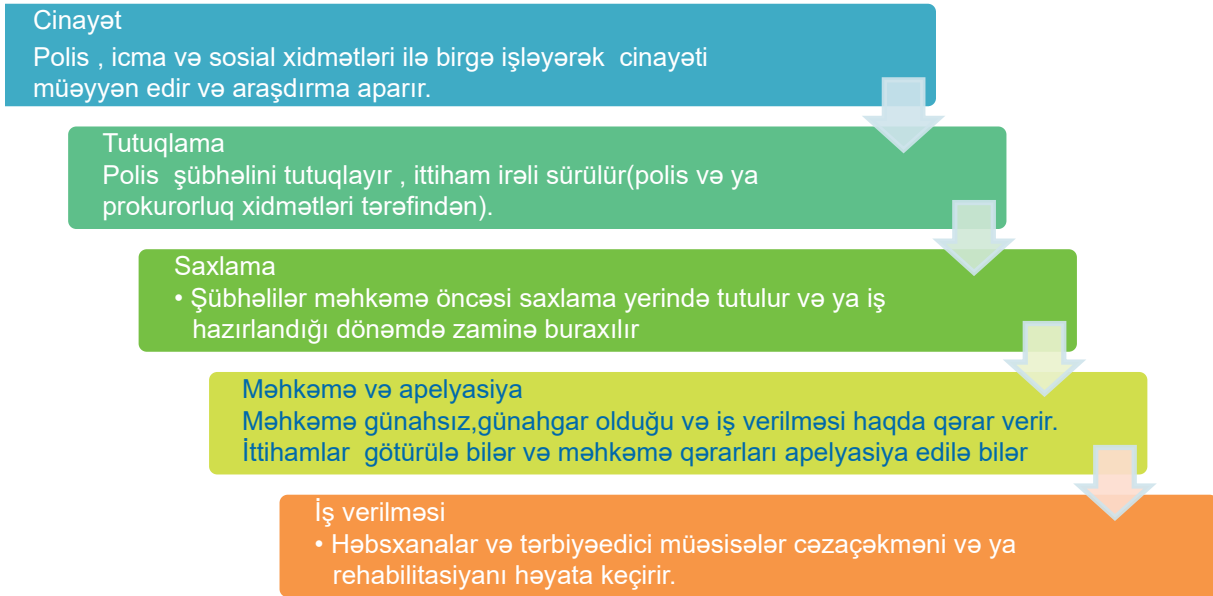 Cinayət
Polis , icma və sosial xidmətləri ilə birgə işləyərək cinayəti
müəyyən edir və araşdırma aparır.
Tutuqlama
Polis şübhəlini tutuqlayır , ittiham irəli sürülür(polis və ya
prokurorluq xidmətləri tərəfindən).
Saxlama
• Şübhəlilər məhkəmə öncəsi saxlama yerində tutulur və ya iş
hazırlandığı dönəmdə zaminə buraxılır
Məhkəmə və apelyasiya
Məhkəmə günahsız,günahgar olduğu və iş verilməsi haqda qərar verir.
İttihamlar götürülə bilər və məhkəmə qərarları apelyasiya edilə bilər
İş verilməsi
• Həbsxanalar və tərbiyəedici müəsisələr cəzaçəkməni və ya
rehabilitasiyanı həyata keçirir.